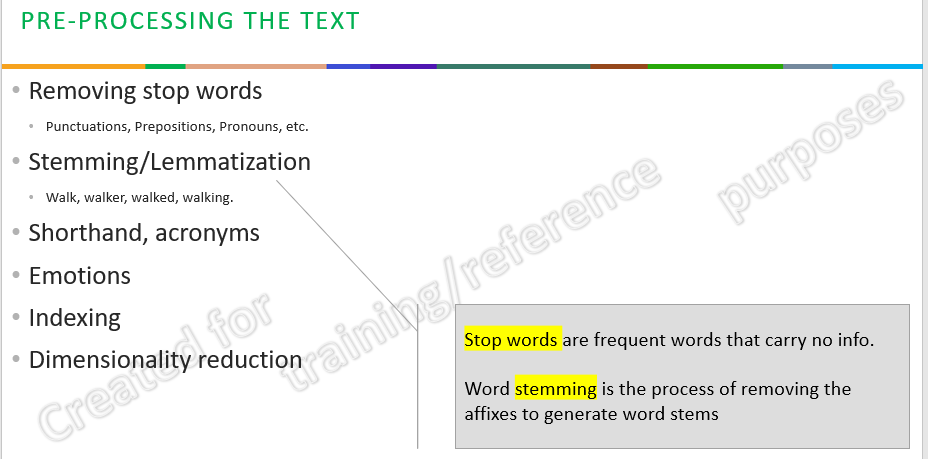 PRE-PROCESSING THE TEXT
• Removing stop words
• Punctuations, Prepositions, Pronouns, etc.
• Stemming/Lemmatization
• Walk, walker, walked, walking.
• Shorthand, acronyms
• Emotions
• Indexing
• Dimensionality reduction
Stop words are frequent words that carry no info.
Word stemming is the process of removing the
affixes to generate word stems
Created for training/reference purposes